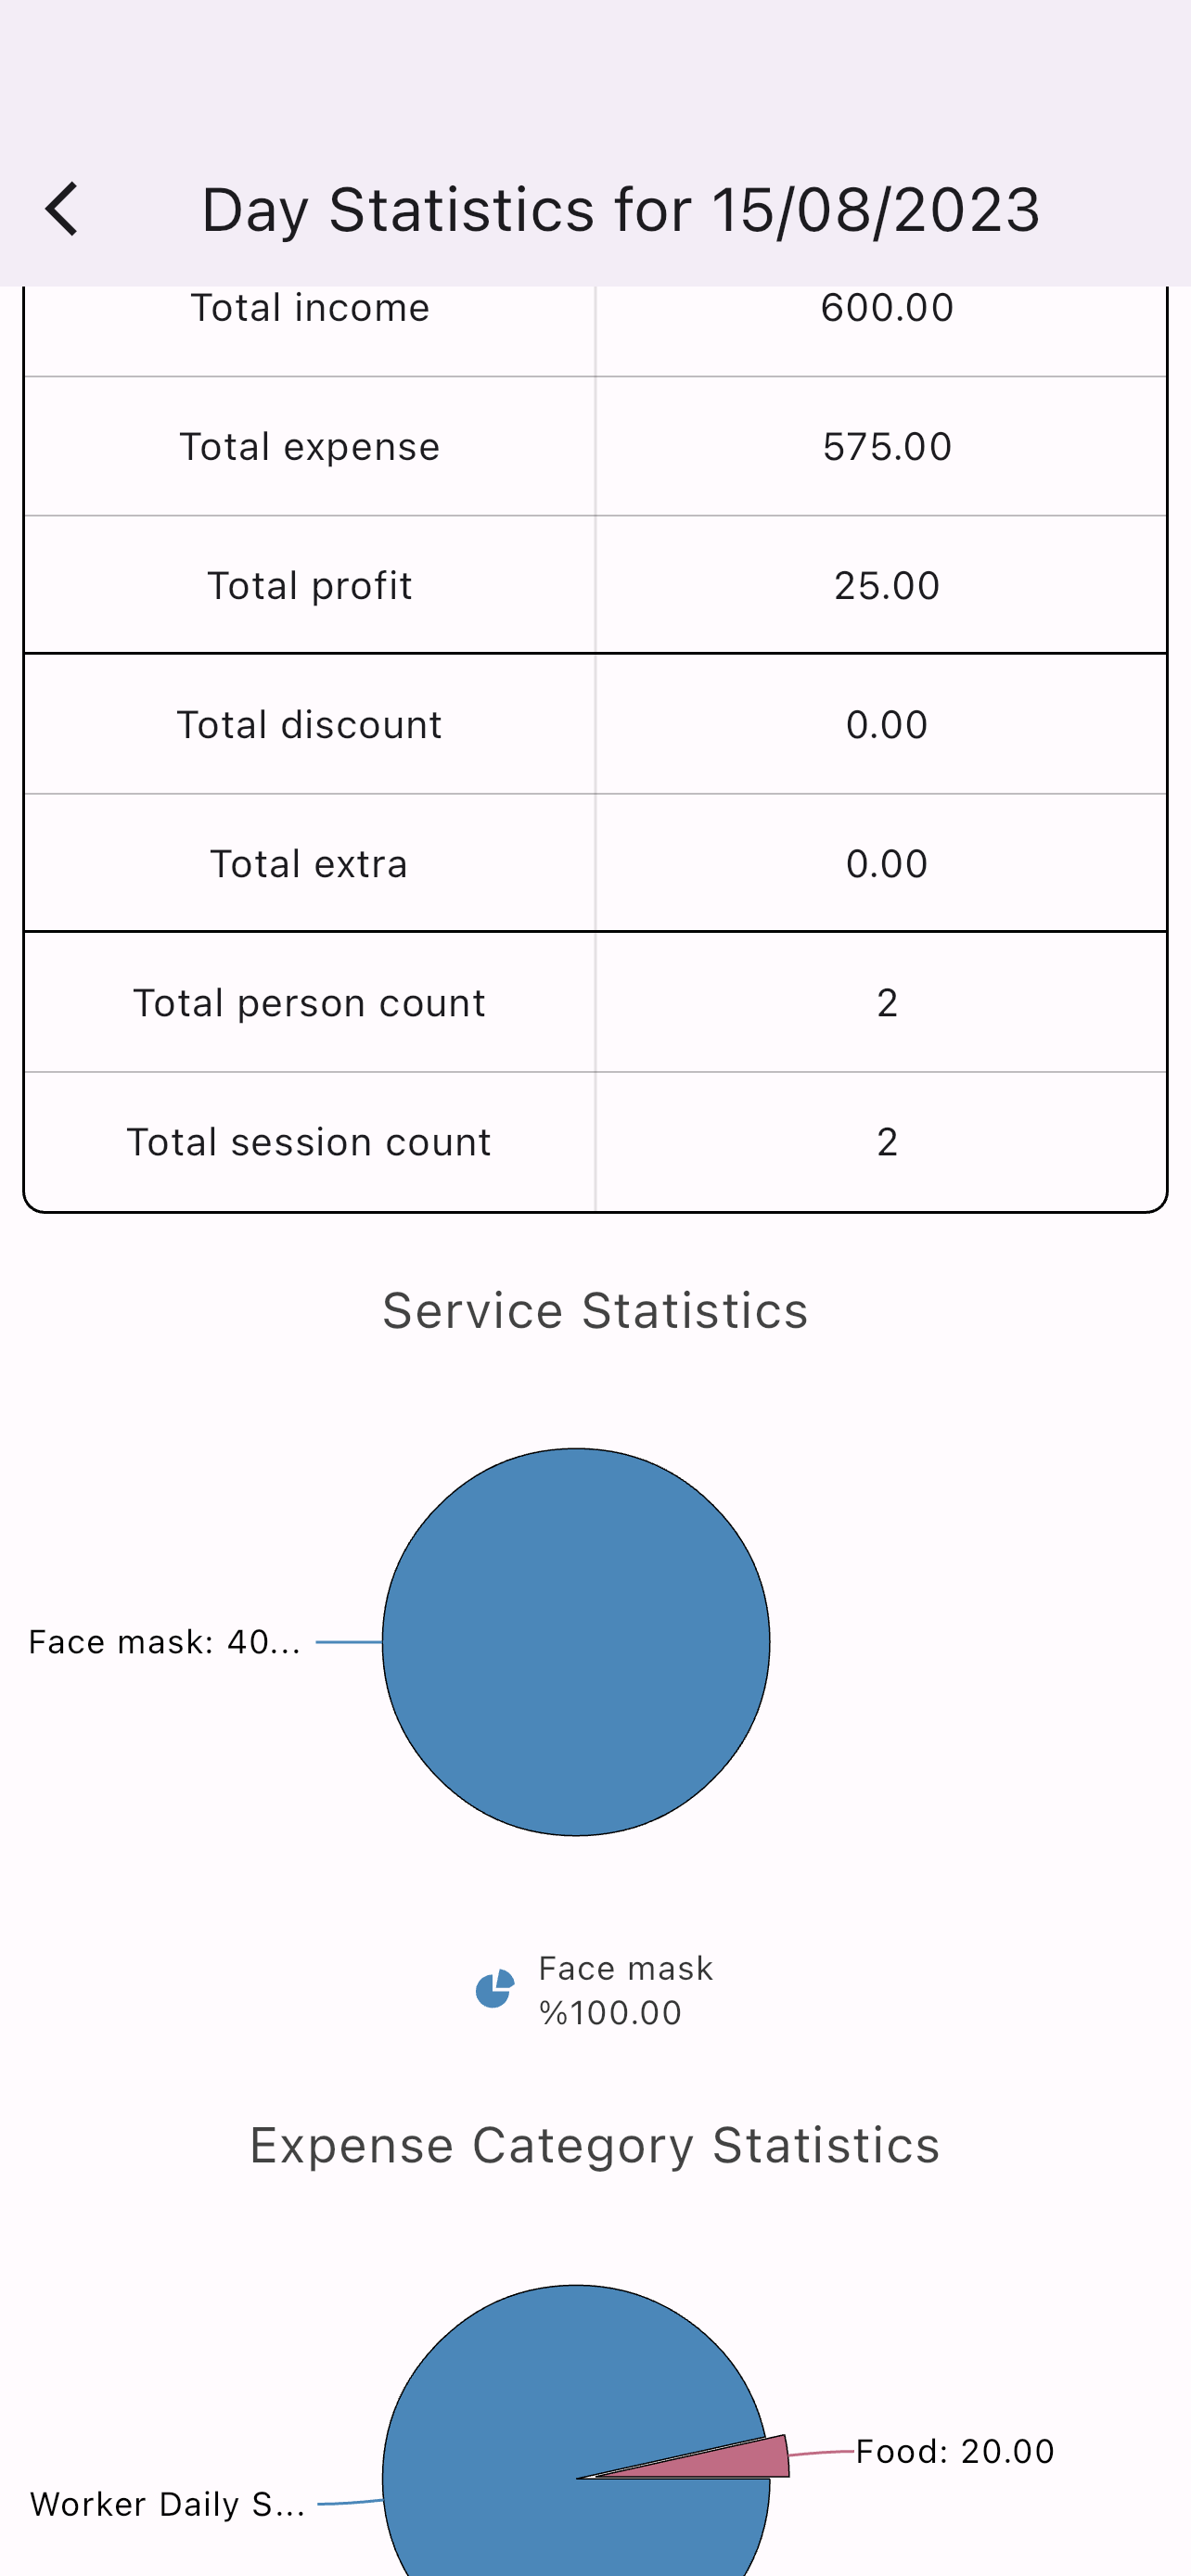 Day Statistics for 15/08/2023
Total income 600.00
Total expense 575.00
Total profit 25.00
Total discount 0.00
Total extra 0.00
Total person count 2
Total session count 2
Service Statistics
Face mask: 40...
Face mask
%100.00
Expense Category Statistics
Food: 20.00
Worker Daily S...